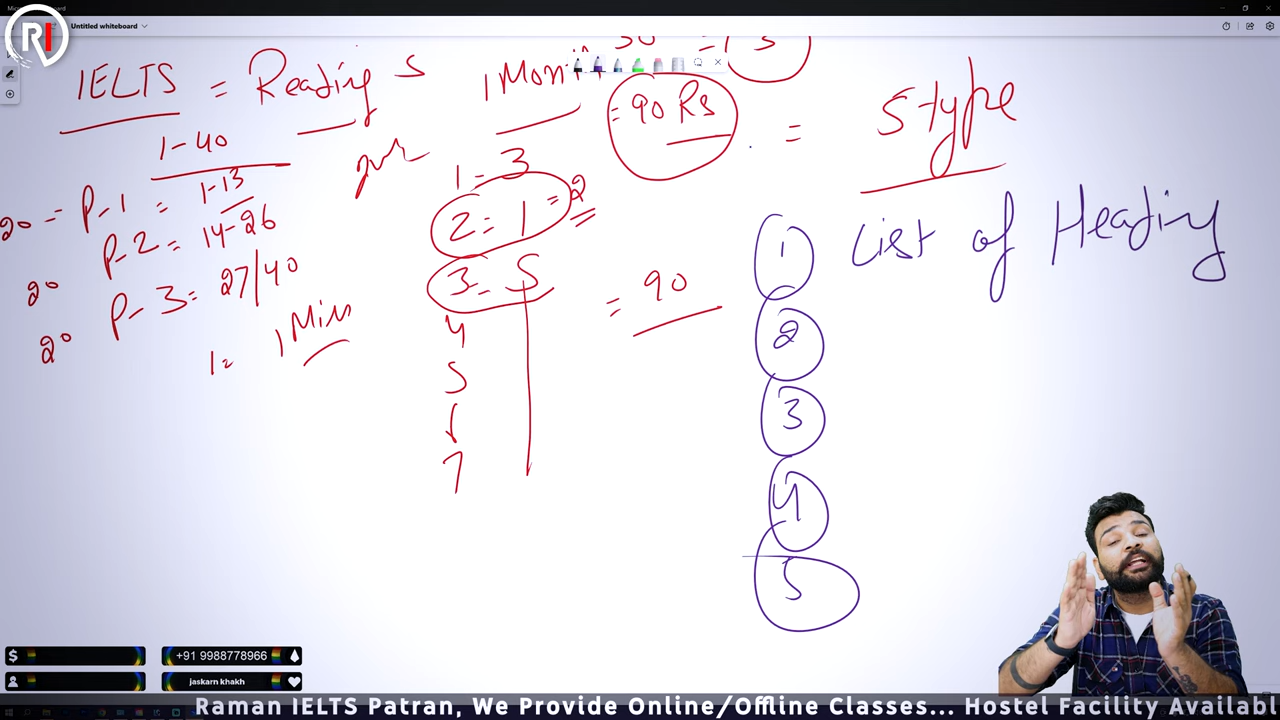 RI
Untitled whiteboard
IELTS = Reading S
1 Month
= 90 Rs
= 5 type
1-40
20 = P-1 = 1-13
20 P-2 = 14-26
20 P-3 = 27/40
1 Min
1 - 3
2 = 1 = 2
3 - 5
4
5
7
= 90
1 List of Heading
2
3
4
5
$
+91 9988778966
jaskarn khakh
Raman IELTS Patran, We Provide Online/Offline Classes... Hostel Facility Availabl